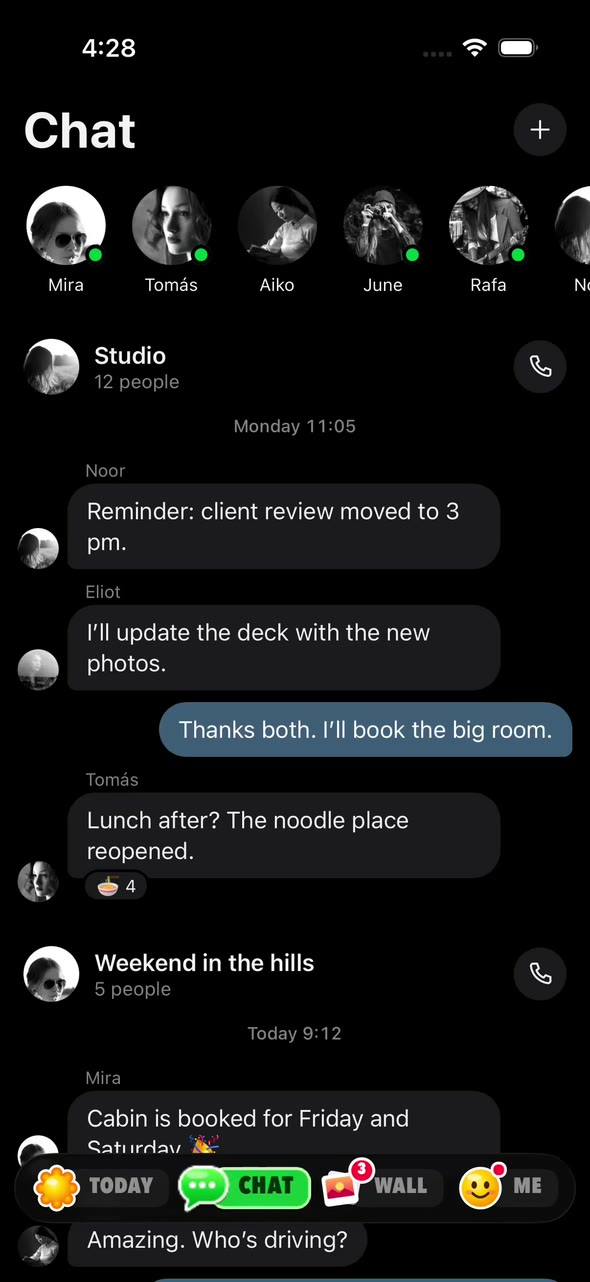 4:28
Chat
Mira
Tomás
Aiko
June
Rafa
Studio
12 people
Monday 11:05
Noor
Reminder: client review moved to 3
pm.
Eliot
I’ll update the deck with the new
photos.
Thanks both. I’ll book the big room.
Tomás
Lunch after? The noodle place
reopened.
🍜 4
Weekend in the hills
5 people
Today 9:12
Mira
Cabin is booked for Friday and
Saturday 🎉
TODAY
CHAT
3
WALL
ME
Amazing. Who’s driving?